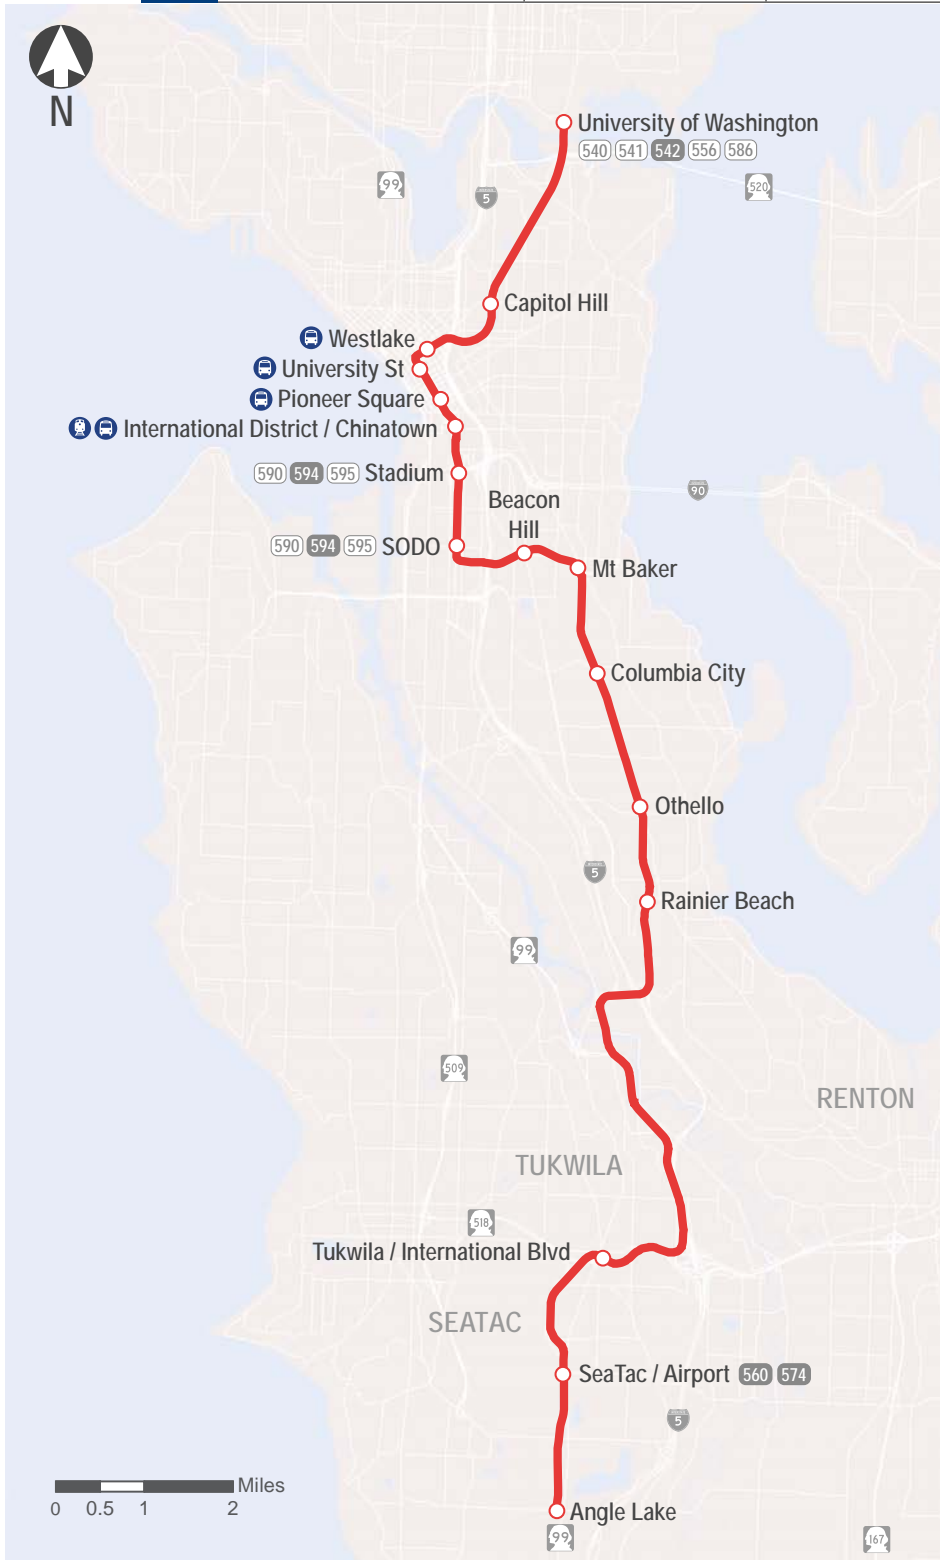 N
University of Washington
540 541 542 556 586
99
5
520
Capitol Hill
Westlake
University St
Pioneer Square
International District / Chinatown
590 594 595 Stadium
90
Beacon
Hill
590 594 595 SODO
Mt Baker
Columbia City
Othello
5
Rainier Beach
99
509
RENTON
TUKWILA
518
Tukwila / International Blvd
SEATAC
SeaTac / Airport 560 574
5
Miles
0 0.5 1 2
Angle Lake
99
167